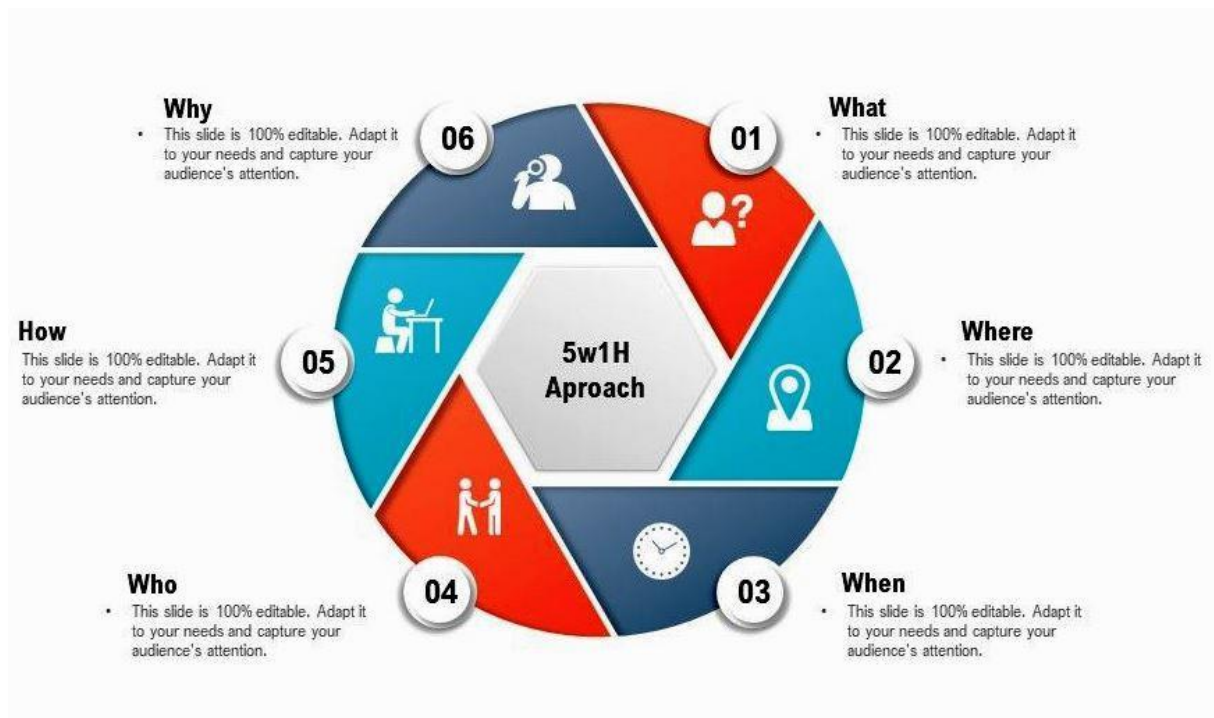 5w1H
Aproach
01
What
• This slide is 100% editable. Adapt it
to your needs and capture your
audience's attention.
02
Where
• This slide is 100% editable. Adapt it
to your needs and capture your
audience's attention.
03
When
• This slide is 100% editable. Adapt it
to your needs and capture your
audience's attention.
04
Who
• This slide is 100% editable. Adapt it
to your needs and capture your
audience's attention.
05
How
This slide is 100% editable. Adapt it
to your needs and capture your
audience's attention.
06
Why
• This slide is 100% editable. Adapt it
to your needs and capture your
audience's attention.
?